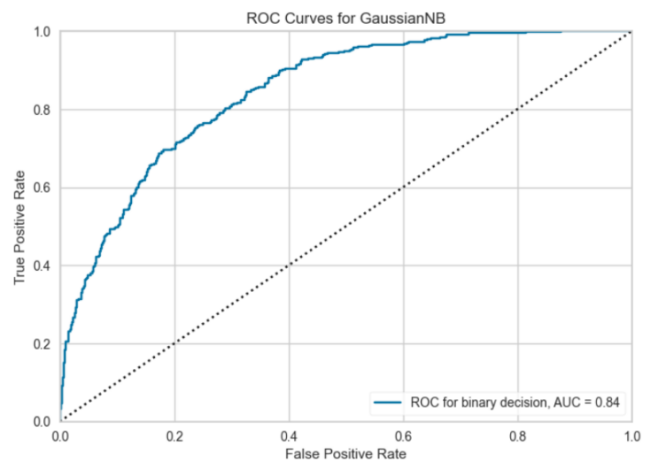 ROC Curves for GaussianNB
1.0
0.8
0.6
0.4
0.2
0.0
True Positive Rate
ROC for binary decision, AUC = 0.84
0.0 0.2 0.4 0.6 0.8 1.0
False Positive Rate